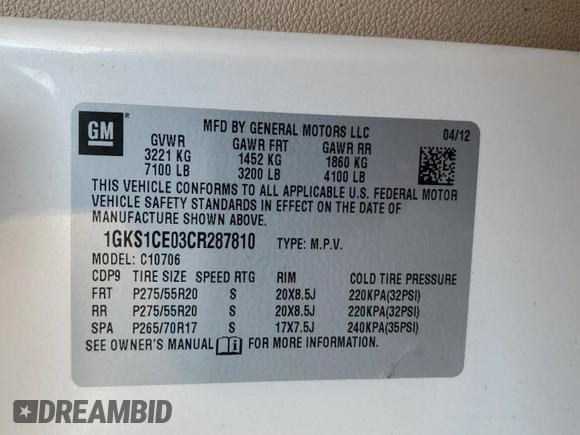 GM
MFD BY GENERAL MOTORS LLC 04/12
GVWR GAWR FRT GAWR RR
3221 KG 1452 KG 1860 KG
7100 LB 3200 LB 4100 LB
THIS VEHICLE CONFORMS TO ALL APPLICABLE U.S. FEDERAL MOTOR
VEHICLE SAFETY STANDARDS IN EFFECT ON THE DATE OF
MANUFACTURE SHOWN ABOVE.
1GKS1CE03CR287810 TYPE: M.P.V.
MODEL: C10706
CDP9 TIRE SIZE SPEED RTG RIM COLD TIRE PRESSURE
FRT P275/55R20 S 20X8.5J 220KPA(32PSI)
RR P275/55R20 S 20X8.5J 220KPA(32PSI)
SPA P265/70R17 S 17X7.5J 240KPA(35PSI)
SEE OWNER'S MANUAL FOR MORE INFORMATION.
DREAMBID